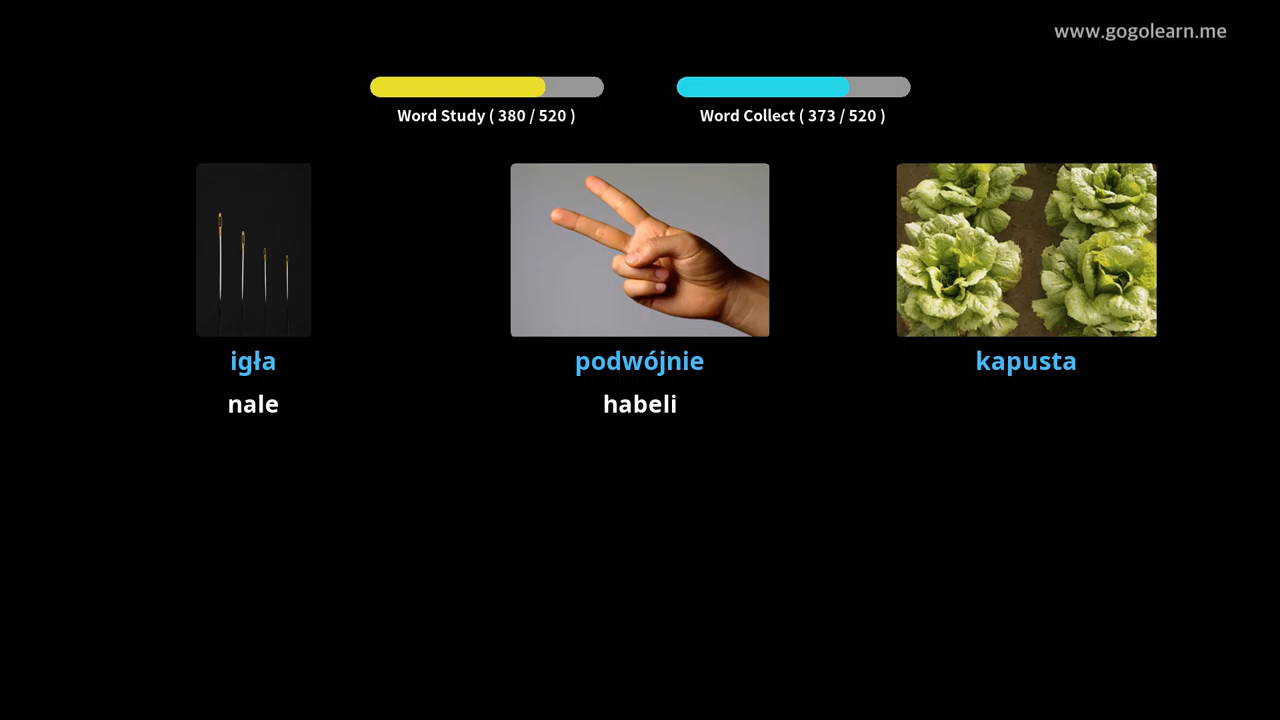 www.gogolearn.me
Word Study ( 380 / 520 )
Word Collect ( 373 / 520 )
igła
podwójnie
kapusta
nale
habeli